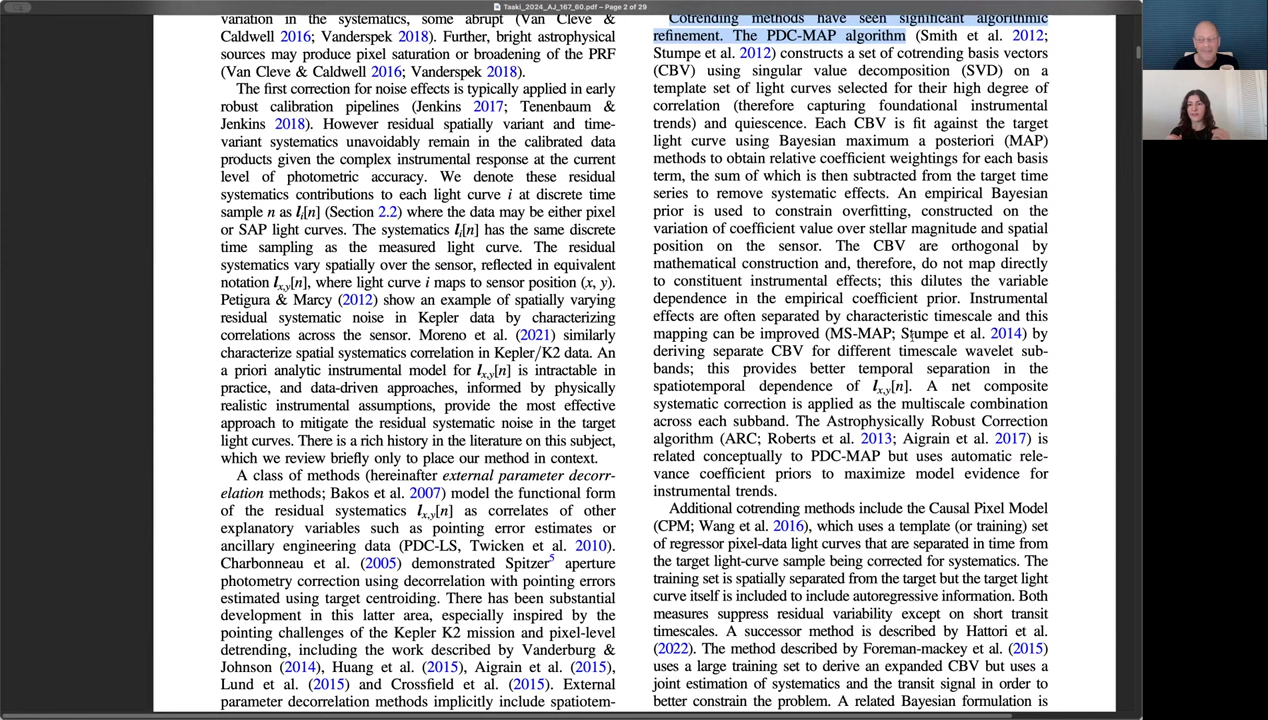 Taaki_2024_AJ_167_60.pdf – Page 2 of 29
variation in the systematics, some abrupt (Van Cleve &
Caldwell 2016; Vanderspek 2018). Further, bright astrophysical
sources may produce pixel saturation or broadening of the PRF
(Van Cleve & Caldwell 2016; Vanderspek 2018).
The first correction for noise effects is typically applied in early
robust calibration pipelines (Jenkins 2017; Tenenbaum &
Jenkins 2018). However residual spatially variant and time-
variant systematics unavoidably remain in the calibrated data
products given the complex instrumental response at the current
level of photometric accuracy. We denote these residual
systematics contributions to each light curve i at discrete time
sample n as l_i[n] (Section 2.2) where the data may be either pixel
or SAP light curves. The systematics l_i[n] has the same discrete
time sampling as the measured light curve. The residual
systematics vary spatially over the sensor, reflected in equivalent
notation l_x,y[n], where light curve i maps to sensor position (x, y).
Petigura & Marcy (2012) show an example of spatially varying
residual systematic noise in Kepler data by characterizing
correlations across the sensor. Moreno et al. (2021) similarly
characterize spatial systematics correlation in Kepler/K2 data. An
a priori analytic instrumental model for l_x,y[n] is intractable in
practice, and data-driven approaches, informed by physically
realistic instrumental assumptions, provide the most effective
approach to mitigate the residual systematic noise in the target
light curves. There is a rich history in the literature on this subject,
which we review briefly only to place our method in context.
A class of methods (hereinafter external parameter decorr-
elation methods; Bakos et al. 2007) model the functional form
of the residual systematics l_x,y[n] as correlates of other
explanatory variables such as pointing error estimates or
ancillary engineering data (PDC-LS, Twicken et al. 2010).
Charbonneau et al. (2005) demonstrated Spitzer5 aperture
photometry correction using decorrelation with pointing errors
estimated using target centroiding. There has been substantial
development in this latter area, especially inspired by the
pointing challenges of the Kepler K2 mission and pixel-level
detrending, including the work described by Vanderburg &
Johnson (2014), Huang et al. (2015), Aigrain et al. (2015),
Lund et al. (2015) and Crossfield et al. (2015). External
parameter decorrelation methods implicitly include spatiotem-
Cotrending methods have seen significant algorithmic
refinement. The PDC-MAP algorithm (Smith et al. 2012;
Stumpe et al. 2012) constructs a set of cotrending basis vectors
(CBV) using singular value decomposition (SVD) on a
template set of light curves selected for their high degree of
correlation (therefore capturing foundational instrumental
trends) and quiescence. Each CBV is fit against the target
light curve using Bayesian maximum a posteriori (MAP)
methods to obtain relative coefficient weightings for each basis
term, the sum of which is then subtracted from the target time
series to remove systematic effects. An empirical Bayesian
prior is used to constrain overfitting, constructed on the
variation of coefficient value over stellar magnitude and spatial
position on the sensor. The CBV are orthogonal by
mathematical construction and, therefore, do not map directly
to constituent instrumental effects; this dilutes the variable
dependence in the empirical coefficient prior. Instrumental
effects are often separated by characteristic timescale and this
mapping can be improved (MS-MAP; Stumpe et al. 2014) by
deriving separate CBV for different timescale wavelet sub-
bands; this provides better temporal separation in the
spatiotemporal dependence of l_x,y[n]. A net composite
systematic correction is applied as the multiscale combination
across each subband. The Astrophysically Robust Correction
algorithm (ARC; Roberts et al. 2013; Aigrain et al. 2017) is
related conceptually to PDC-MAP but uses automatic rele-
vance coefficient priors to maximize model evidence for
instrumental trends.
Additional cotrending methods include the Causal Pixel Model
(CPM; Wang et al. 2016), which uses a template (or training) set
of regressor pixel-data light curves that are separated in time from
the target light-curve sample being corrected for systematics. The
training set is spatially separated from the target but the target light
curve itself is included to include autoregressive information. Both
measures suppress residual variability except on short transit
timescales. A successor method is described by Hattori et al.
(2022). The method described by Foreman-mackey et al. (2015)
uses a large training set to derive an expanded CBV but uses a
joint estimation of systematics and the transit signal in order to
better constrain the problem. A related Bayesian formulation is